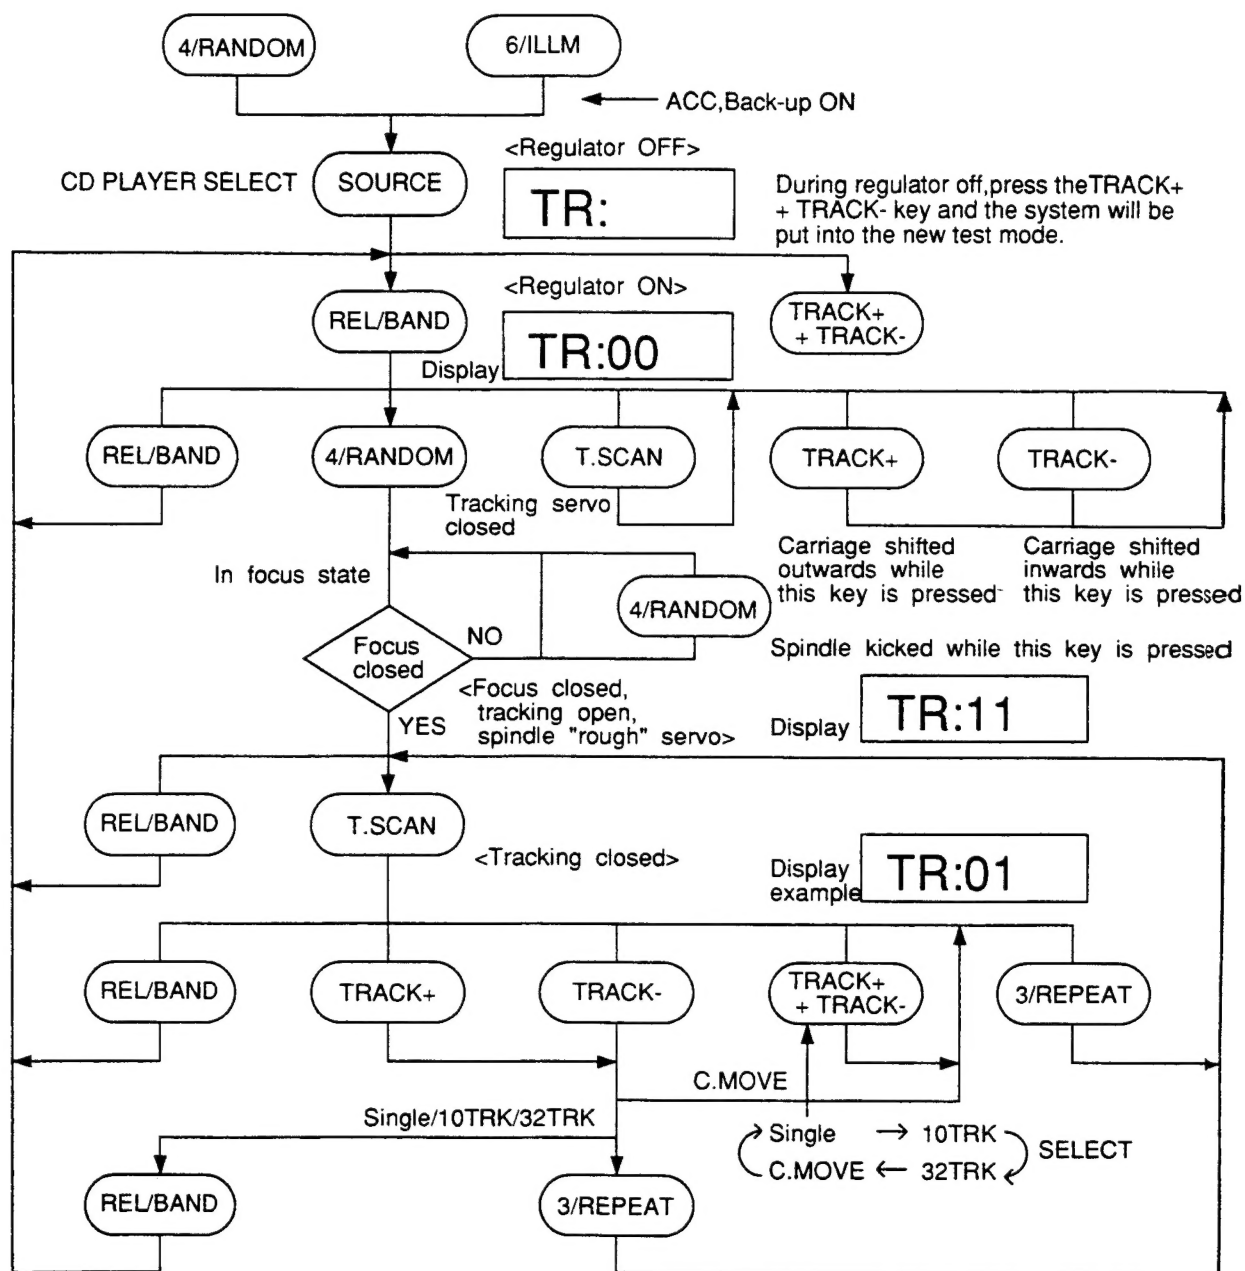 4/RANDOM
6/ILLM
ACC,Back-up ON
<Regulator OFF>
CD PLAYER SELECT
SOURCE
TR:
During regulator off,press theTRACK+
+ TRACK- key and the system will be
put into the new test mode.
<Regulator ON>
REL/BAND
TR:00
TRACK+
+ TRACK-
Display
REL/BAND
4/RANDOM
T.SCAN
TRACK+
TRACK-
Tracking servo
closed
Carriage shifted
outwards while
this key is pressed
Carriage shifted
inwards while
this key is pressed
In focus state
4/RANDOM
Focus
closed
NO
Spindle kicked while this key is pressed
<Focus closed,
tracking open,
spindle "rough" servo>
YES
Display
TR:11
REL/BAND
T.SCAN
<Tracking closed>
Display
example
TR:01
REL/BAND
TRACK+
TRACK-
TRACK+
+ TRACK-
3/REPEAT
C.MOVE
Single/10TRK/32TRK
Single → 10TRK
C.MOVE ← 32TRK
SELECT
REL/BAND
3/REPEAT